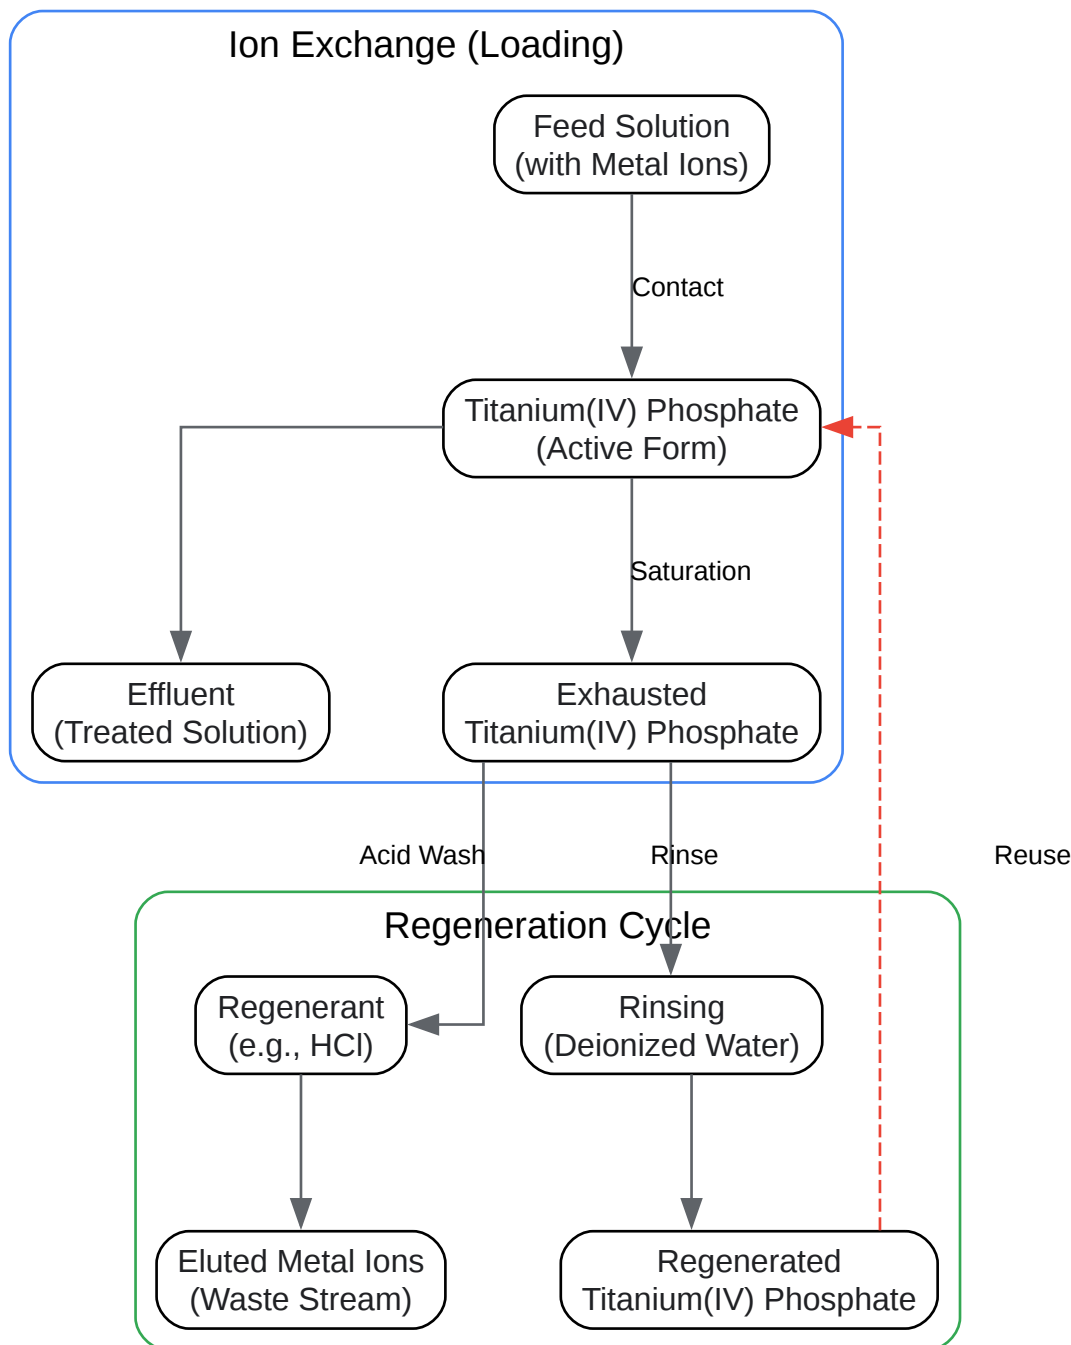 Ion Exchange (Loading)
Feed Solution
(with Metal Ions)
Contact
Titanium(IV) Phosphate
(Active Form)
Saturation
Effluent
(Treated Solution)
Exhausted
Titanium(IV) Phosphate
Acid Wash
Rinse
Reuse
Regeneration Cycle
Regenerant
(e.g., HCl)
Rinsing
(Deionized Water)
Eluted Metal Ions
(Waste Stream)
Regenerated
Titanium(IV) Phosphate